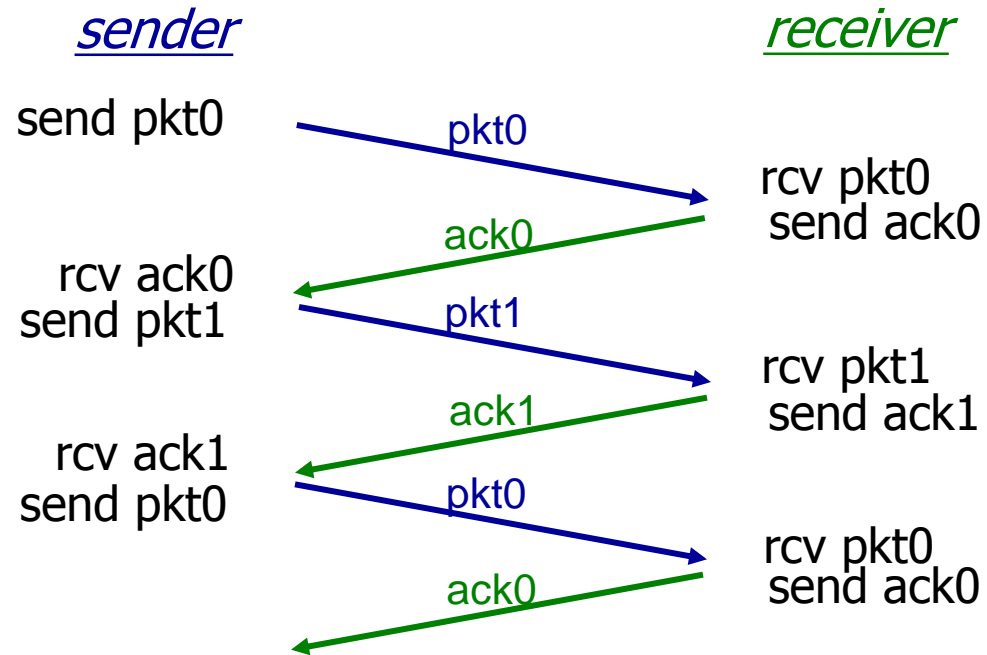 sender
receiver
send pkt0
pkt0
rcv pkt0
send ack0
ack0
rcv ack0
send pkt1
pkt1
rcv pkt1
send ack1
ack1
rcv ack1
send pkt0
pkt0
rcv pkt0
send ack0
ack0